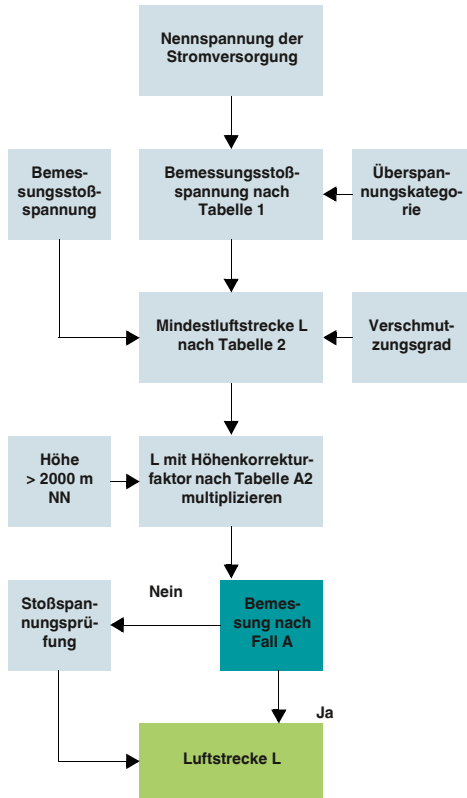 Nennspannung der
Stromversorgung
Bemes-
sungsstoß-
spannung
Bemessungsstoß-
spannung nach
Tabelle 1
Überspan-
nungskatego-
rie
Mindestluftstrecke L
nach Tabelle 2
Verschmut-
zungsgrad
Höhe
> 2000 m
NN
L mit Höhenkorrektur-
faktor nach Tabelle A2
multiplizieren
Stoßspan-
nungsprü-
fung
Nein
Bemes-
sung nach
Fall A
Ja
Luftstrecke L